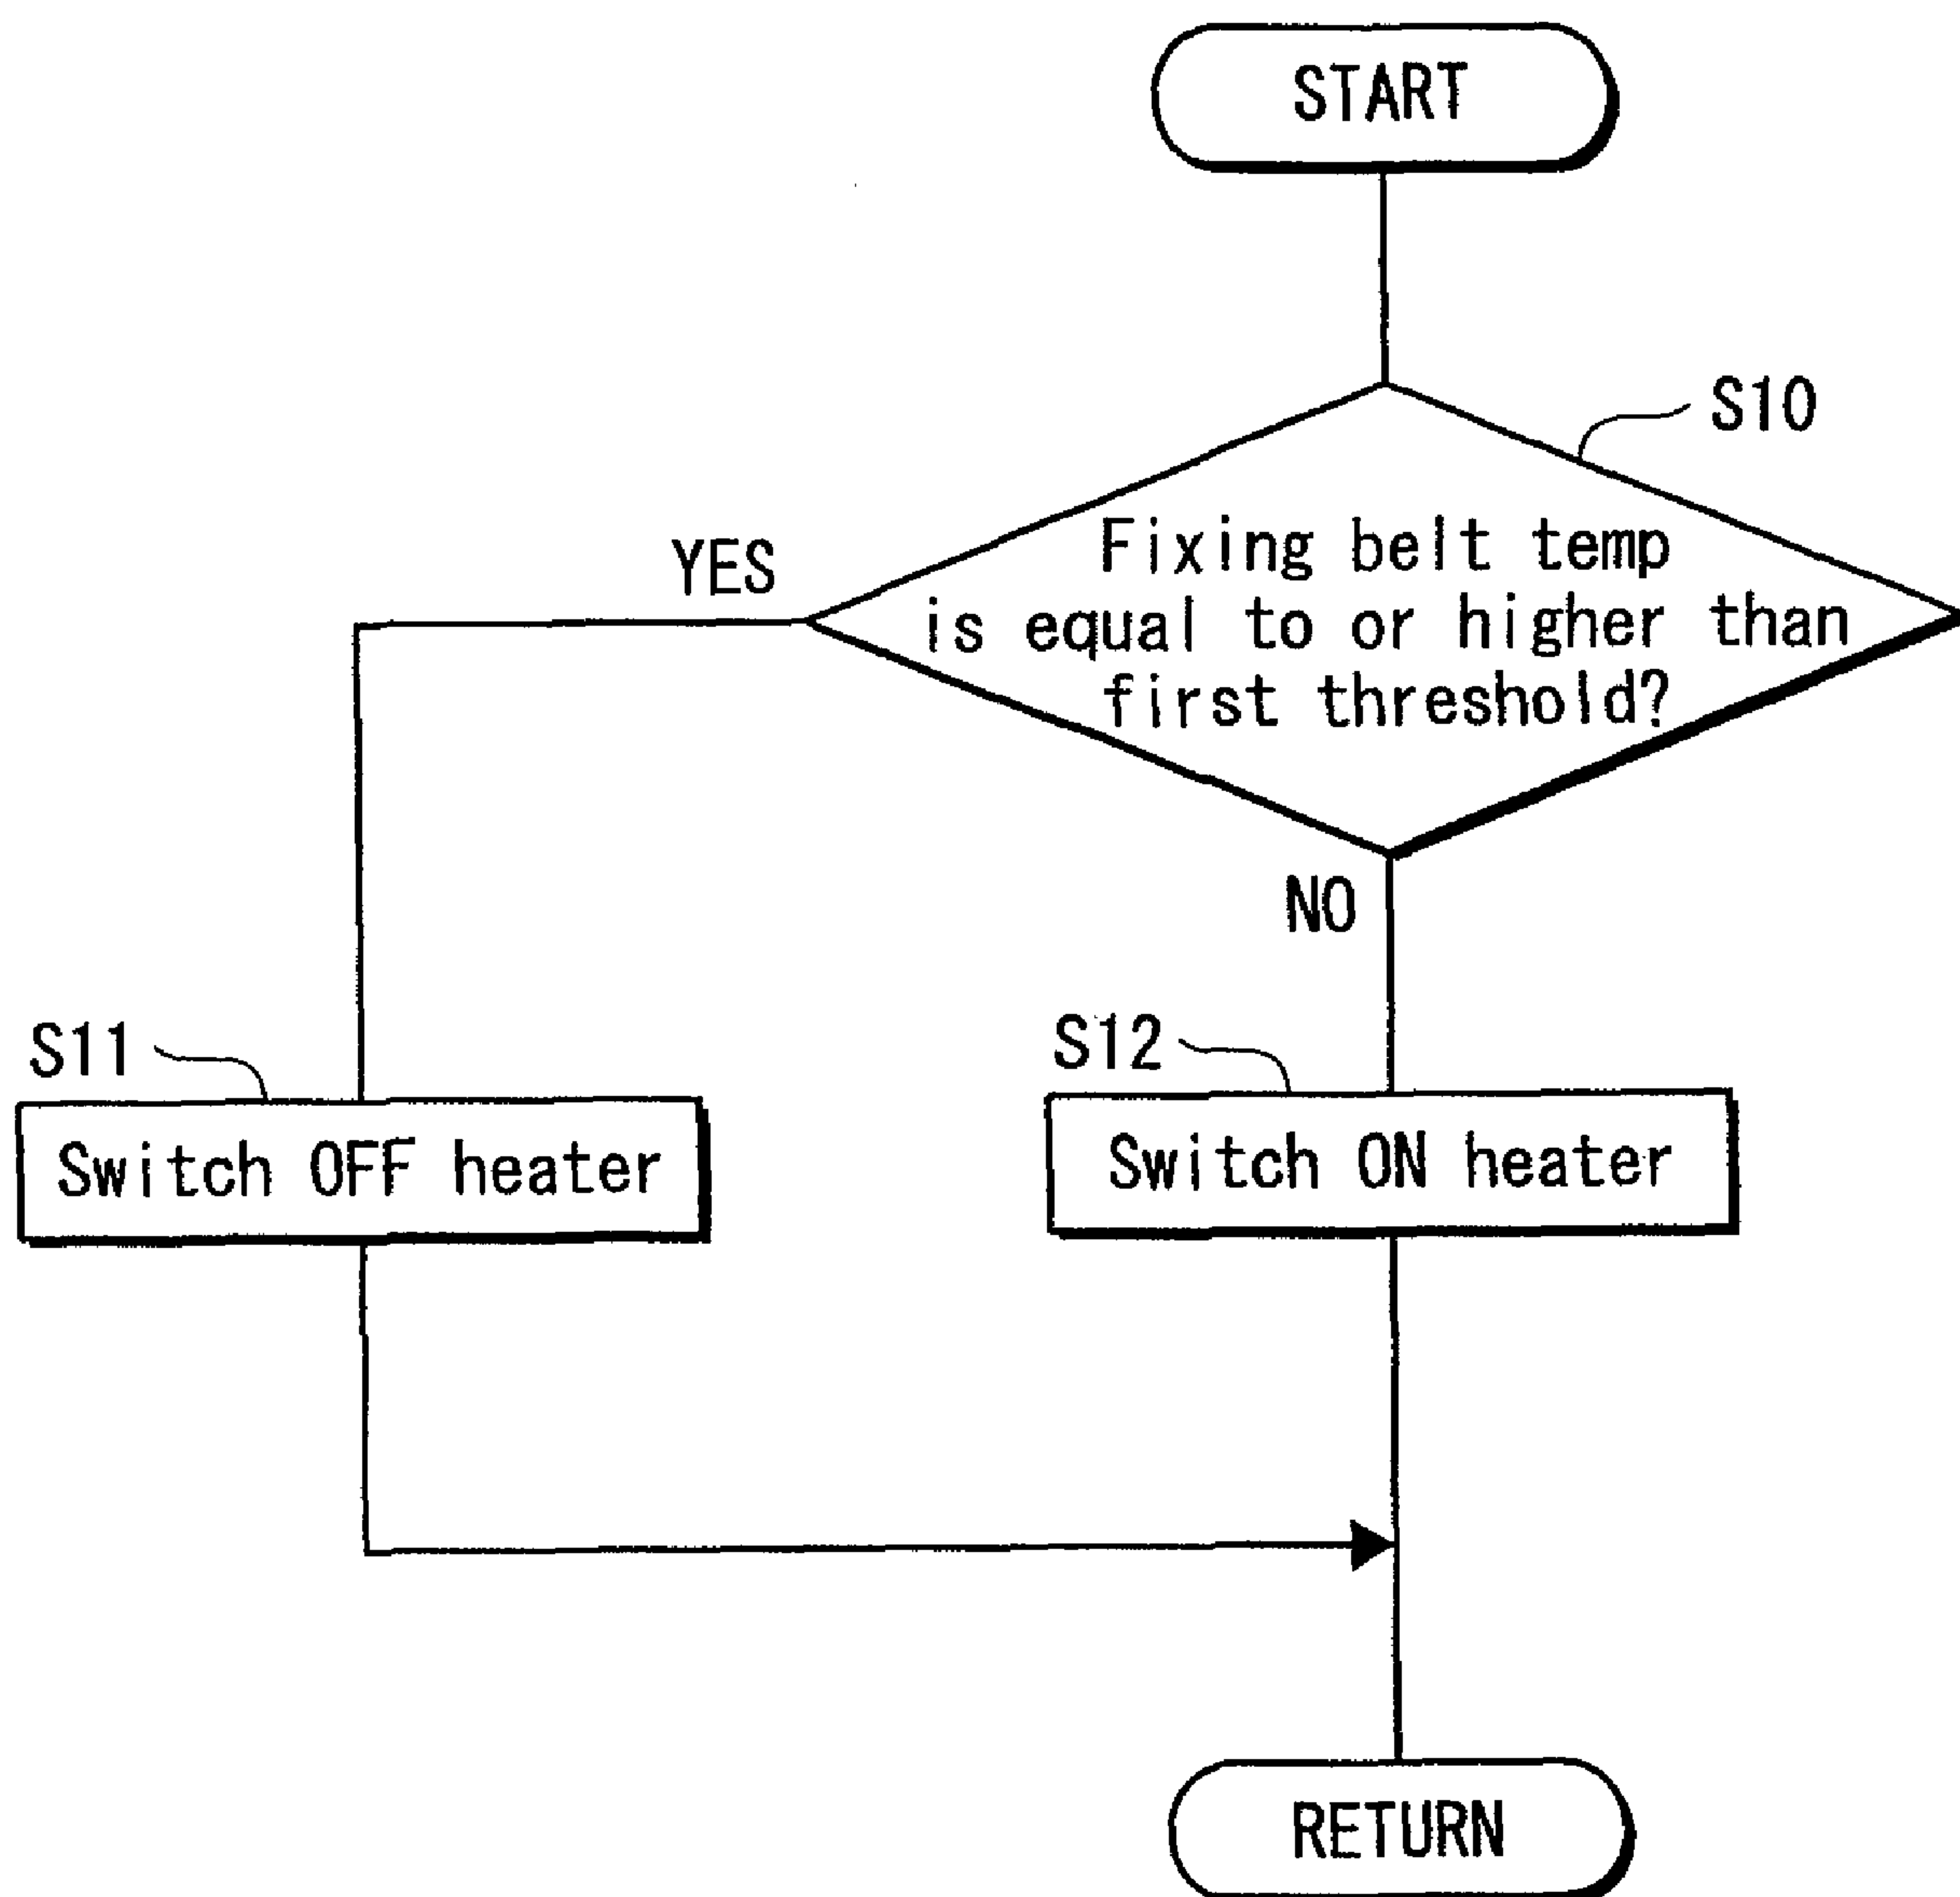 START
S10
Fixing belt temp
is equal to or higher than
first threshold?
YES
NO
S11
S12
Switch OFF heater
Switch ON heater
RETURN